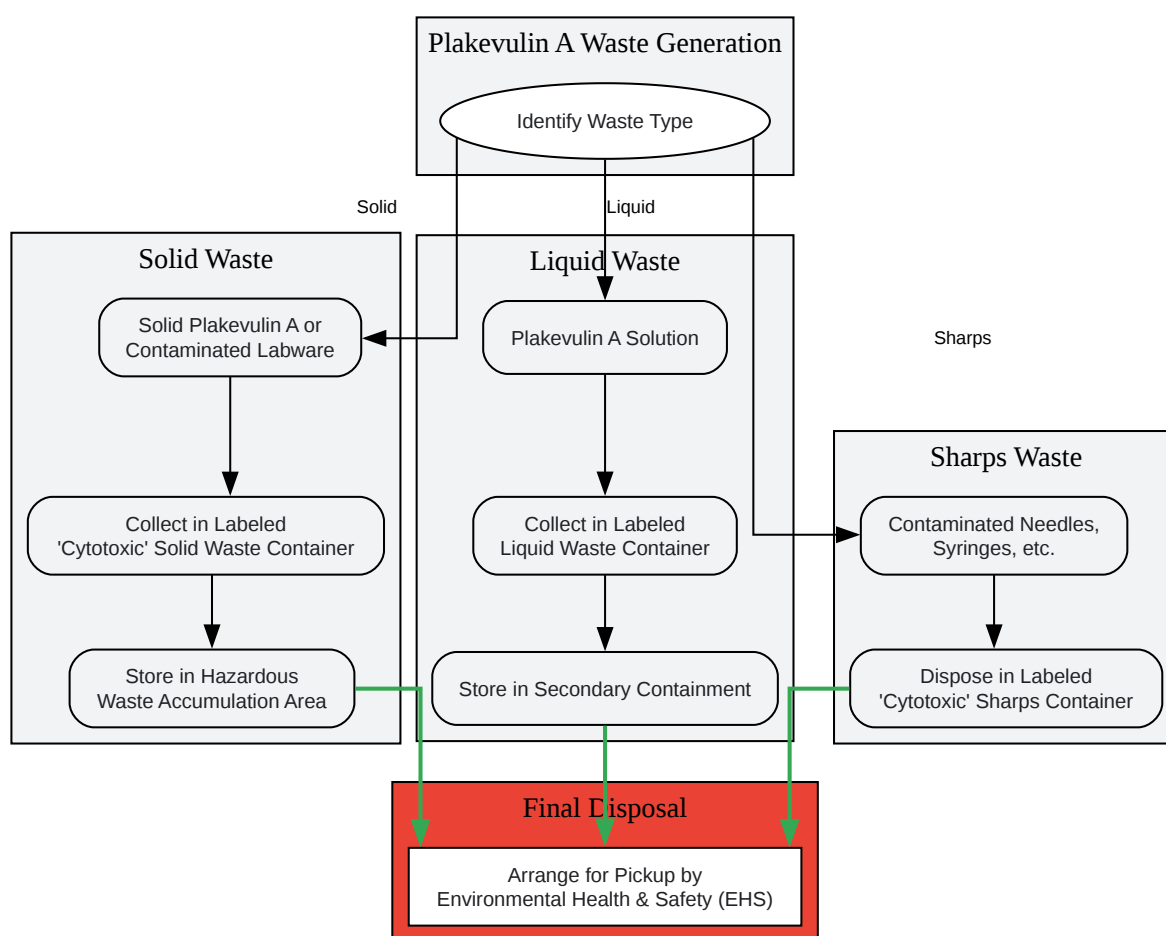 Plakevulin A Waste Generation
Identify Waste Type
Solid
Liquid
Sharps
Solid Waste
Solid Plakevulin A or
Contaminated Labware
Collect in Labeled
'Cytotoxic' Solid Waste Container
Store in Hazardous
Waste Accumulation Area
Liquid Waste
Plakevulin A Solution
Collect in Labeled
Liquid Waste Container
Store in Secondary Containment
Sharps Waste
Contaminated Needles,
Syringes, etc.
Dispose in Labeled
'Cytotoxic' Sharps Container
Final Disposal
Arrange for Pickup by
Environmental Health & Safety (EHS)